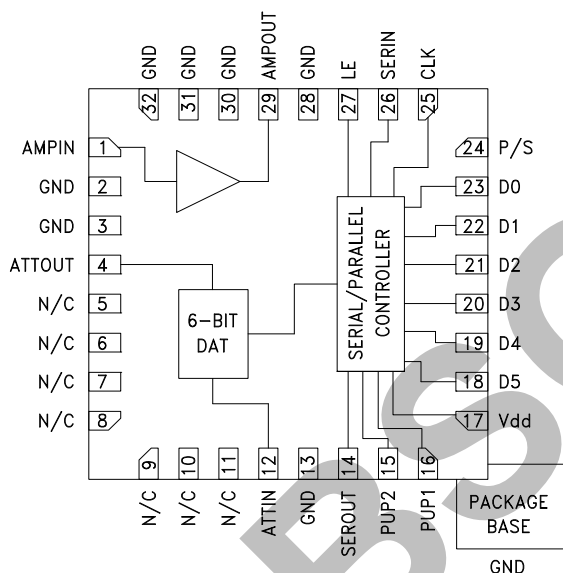 GND
GND
GND
AMPOUT
GND
LE
SERIN
CLK
32
31
30
29
28
27
26
25
AMPIN
1
24
P/S
GND
2
23
D0
GND
3
22
D1
ATTOUT
4
21
D2
N/C
5
20
D3
N/C
6
19
D4
N/C
7
18
D5
N/C
8
17
Vdd
6-BIT
DAT
SERIAL/PARALLEL
CONTROLLER
9
10
11
12
13
14
15
16
N/C
N/C
N/C
ATTIN
GND
SEROUT
PUP2
PUP1
PACKAGE
BASE
GND